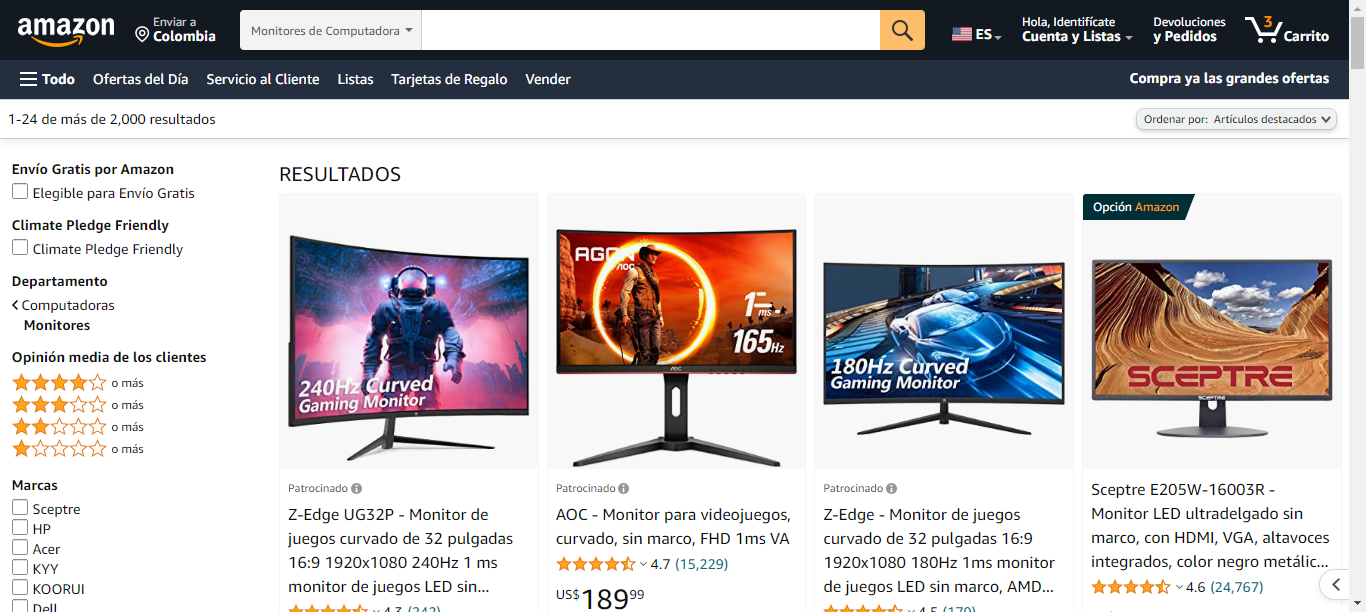 amazon
Enviar a
Colombia
Monitores de Computadora
ES
Hola, Identifícate
Cuenta y Listas
Devoluciones
y Pedidos
3
Carrito
Todo
Ofertas del Día
Servicio al Cliente
Listas
Tarjetas de Regalo
Vender
Compra ya las grandes ofertas
1-24 de más de 2,000 resultados
Ordenar por: Artículos destacados
Envío Gratis por Amazon
Elegible para Envío Gratis
Climate Pledge Friendly
Climate Pledge Friendly
Departamento
Computadoras
Monitores
Opinión media de los clientes
o más
o más
o más
o más
Marcas
Sceptre
HP
Acer
KYY
KOORUI
Dell
RESULTADOS
240Hz Curved
Gaming Monitor
Patrocinado
Z-Edge UG32P - Monitor de
juegos curvado de 32 pulgadas
16:9 1920x1080 240Hz 1 ms
monitor de juegos LED sin...
4.3 (242)
AGON
AOC
1ms
165Hz
AOC
Patrocinado
AOC - Monitor para videojuegos,
curvado, sin marco, FHD 1ms VA
4.7 (15,229)
US$18999
180Hz Curved
Gaming Monitor
Patrocinado
Z-Edge - Monitor de juegos
curvado de 32 pulgadas 16:9
1920x1080 180Hz 1ms monitor
de juegos LED sin marco, AMD...
4.5 (179)
Opción Amazon
SCEPTRE
SCEPTRE
Sceptre E205W-16003R -
Monitor LED ultradelgado sin
marco, con HDMI, VGA, altavoces
integrados, color negro metálic...
4.6 (24,767)